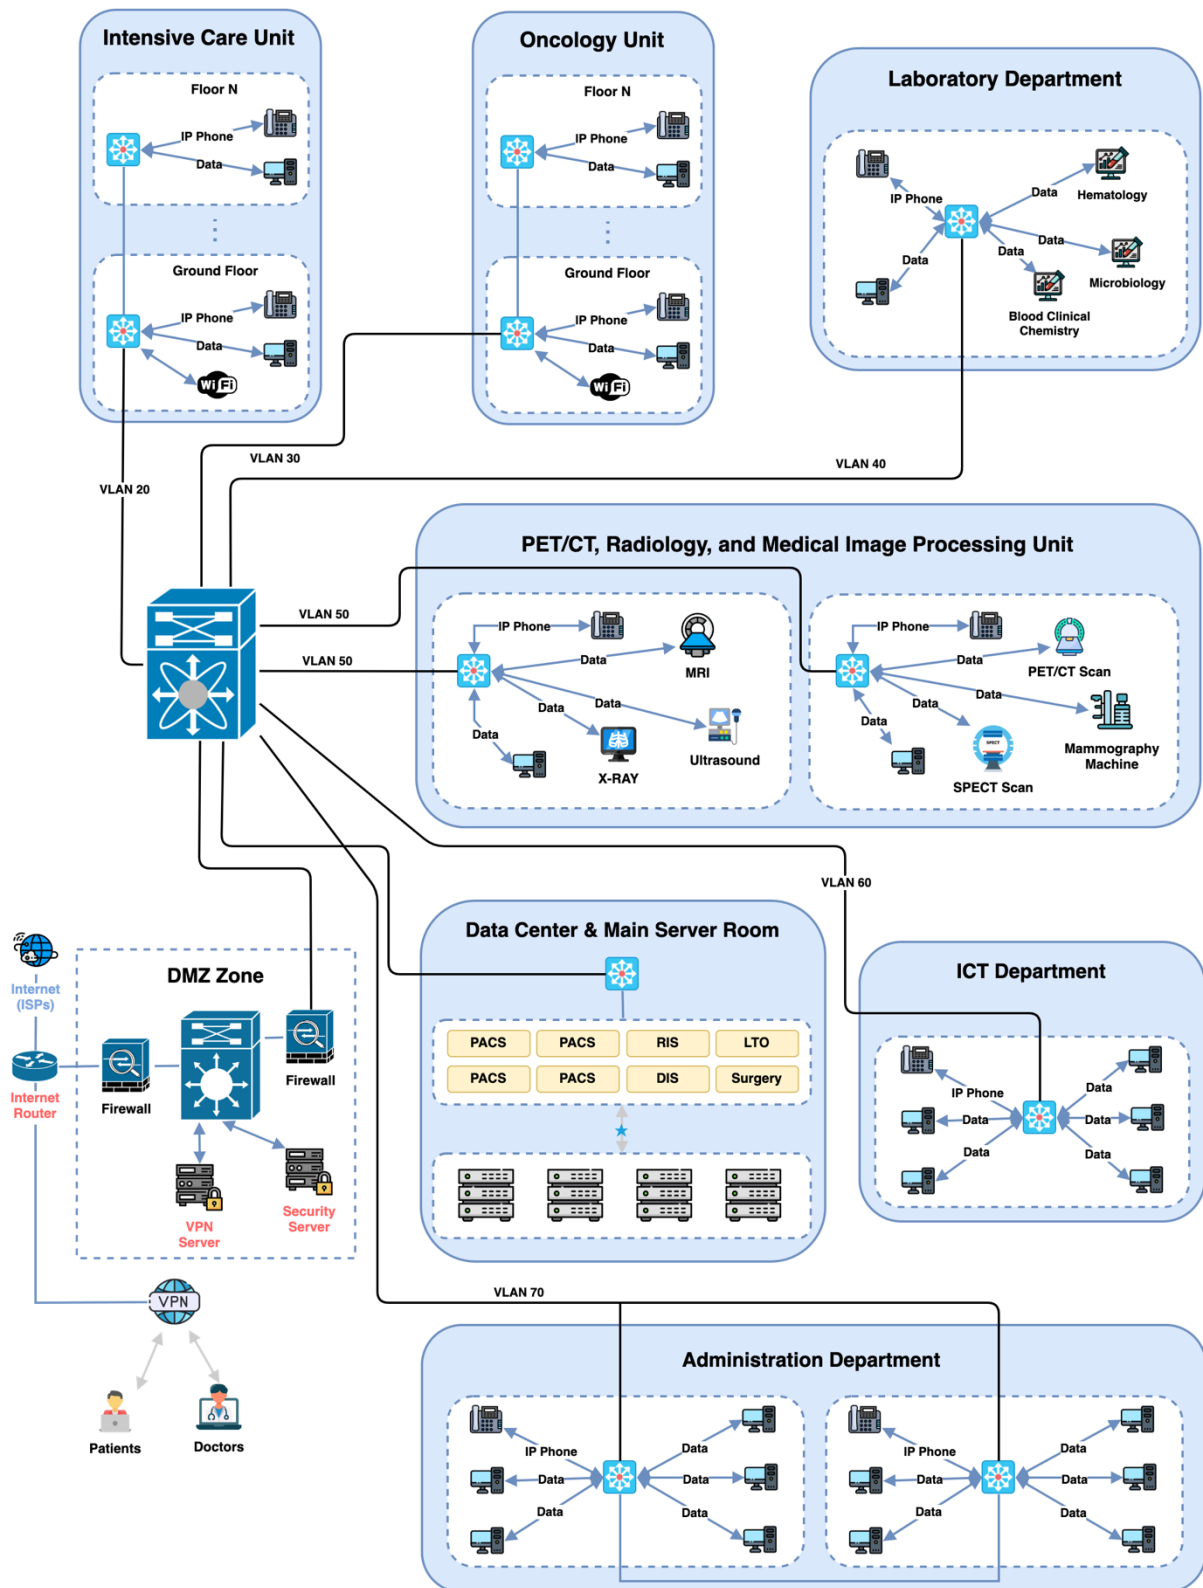 Intensive Care Unit
Floor N
IP Phone
Data
Ground Floor
IP Phone
Data
Wi Fi
Oncology Unit
Floor N
IP Phone
Data
Ground Floor
IP Phone
Data
Wi Fi
Laboratory Department
IP Phone
Data
Data
Hematology
Data
Microbiology
Data
Blood Clinical
Chemistry
VLAN 20
VLAN 30
VLAN 40
PET/CT, Radiology, and Medical Image Processing Unit
VLAN 50
VLAN 50
IP Phone
Data
MRI
Data
Ultrasound
Data
X-RAY
Data
IP Phone
Data
PET/CT Scan
Data
Mammography
Machine
Data
SPECT
SPECT Scan
Data
VLAN 60
Data Center & Main Server Room
PACS
PACS
RIS
LTO
PACS
PACS
DIS
Surgery
ICT Department
IP Phone
Data
Data
Data
Data
Data
Internet
(ISPs)
Internet
Router
DMZ Zone
Firewall
Firewall
VPN
Server
Security
Server
VPN
Patients
Doctors
VLAN 70
Administration Department
IP Phone
Data
Data
Data
Data
Data
IP Phone
Data
Data
Data
Data
Data